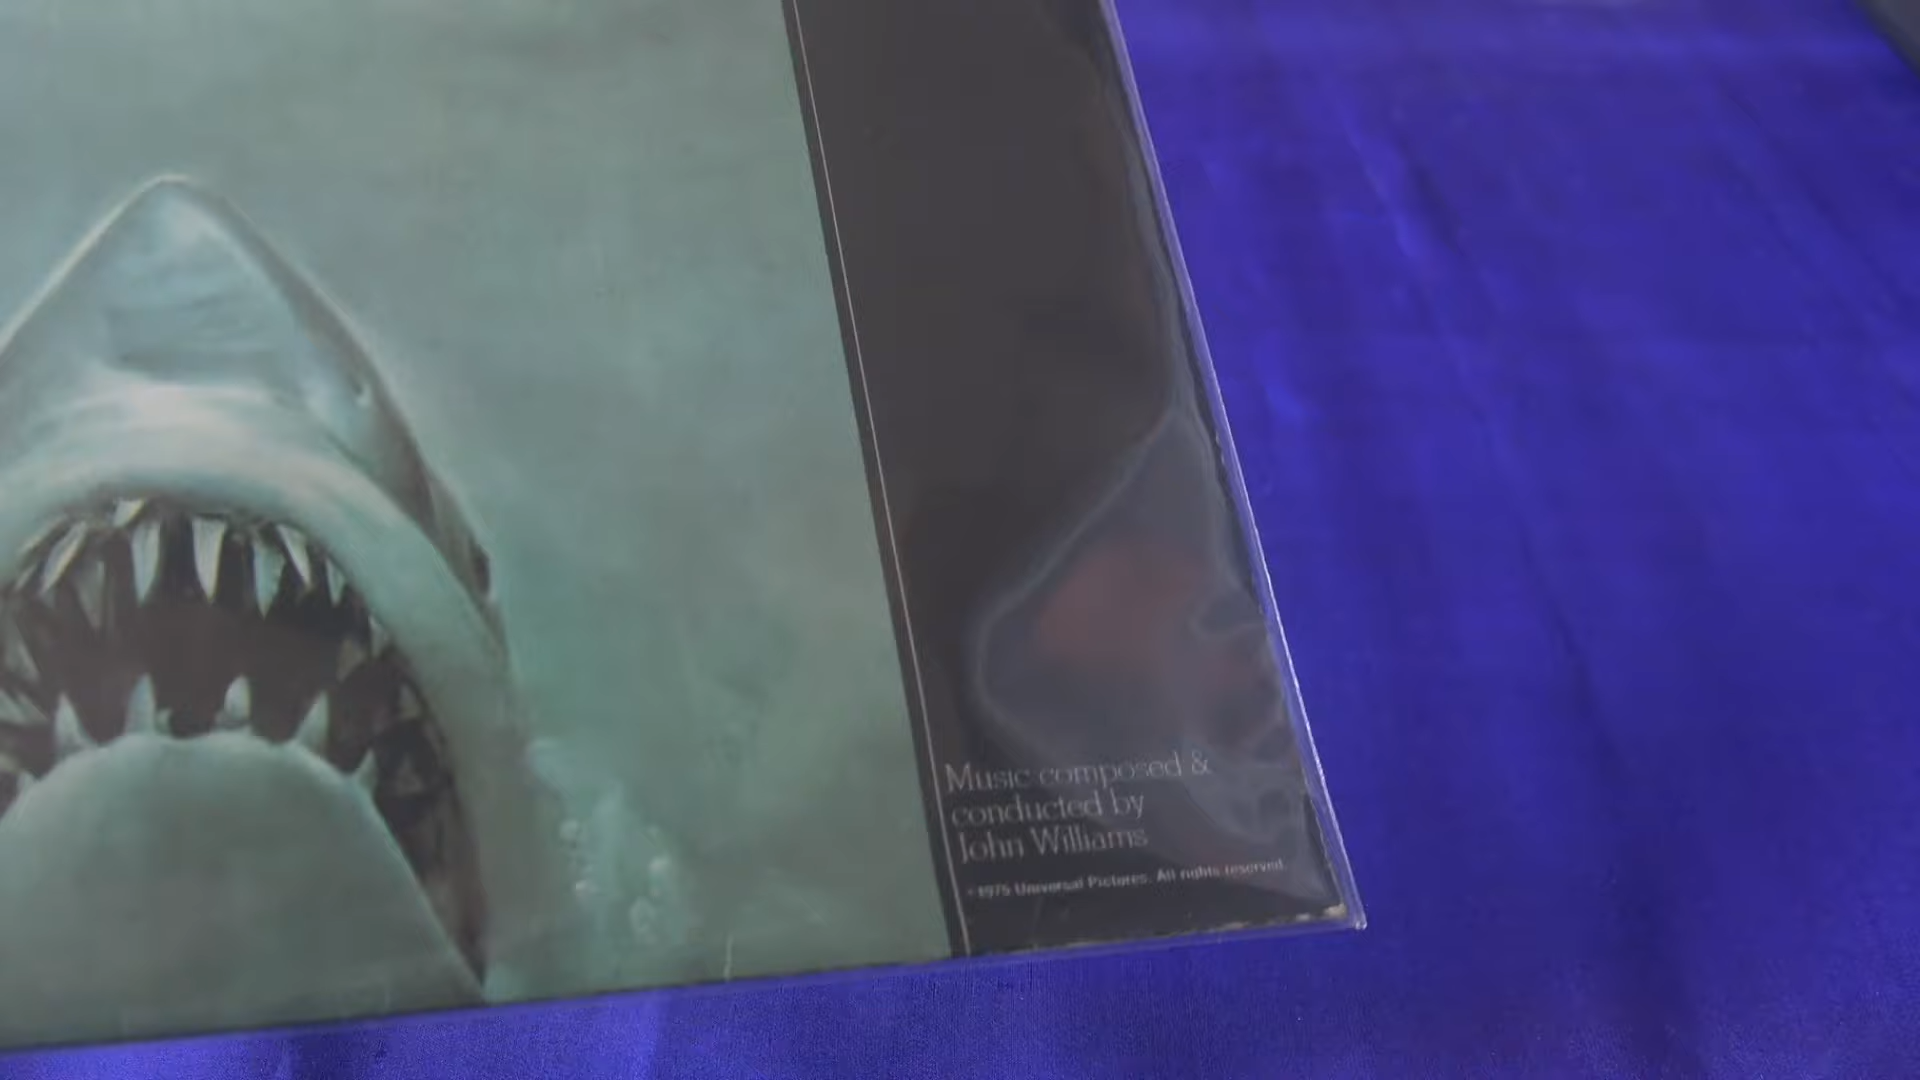 Music composed &
conducted by
John Williams
1975 Universal Pictures. All rights reserved.